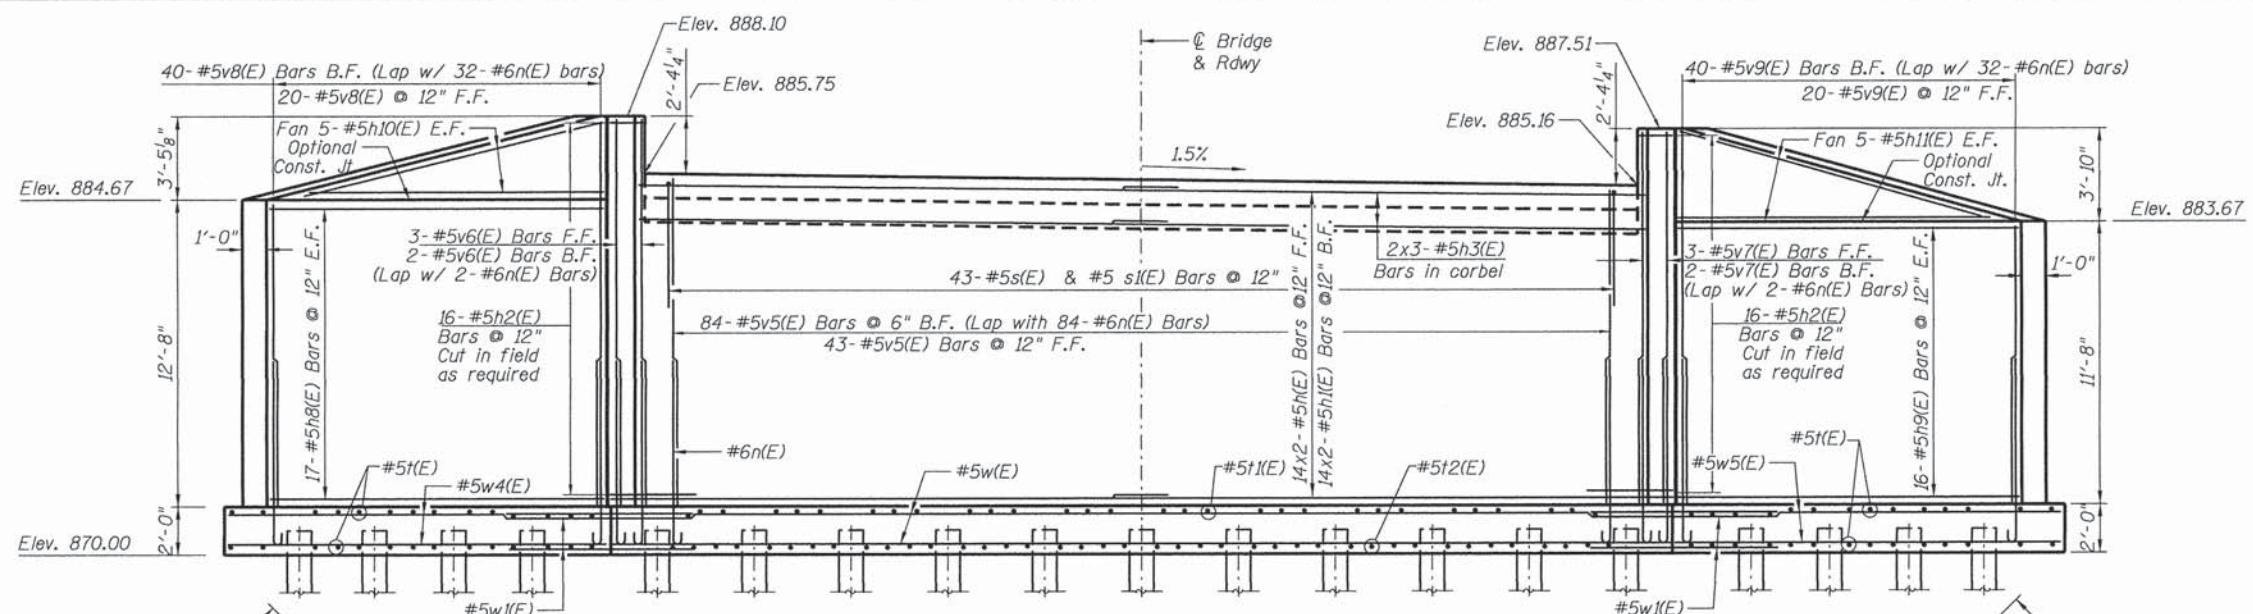 Elev. 888.10
℄ Bridge
& Rdwy
Elev. 887.51
40- #5v8(E) Bars B.F. (Lap w/ 32- #6n(E) bars)
20- #5v8(E) @ 12" F.F.
2'-4¼"
Elev. 885.75
2'-4¼"
40- #5v9(E) Bars B.F. (Lap w/ 32- #6n(E) bars)
20- #5v9(E) @ 12" F.F.
Fan 5- #5h10(E) E.F.
Optional
Const. Jt.
3'-5⅛"
Elev. 885.16
1.5%
Fan 5- #5h11(E) E.F.
Optional
Const. Jt.
3'-10"
Elev. 884.67
Elev. 883.67
1'-0"
17- #5h8(E) Bars @ 12" E.F.
3- #5v6(E) Bars F.F.
2- #5v6(E) Bars B.F.
(Lap w/ 2- #6n(E) Bars)
2x3- #5h3(E)
Bars in corbel
3- #5v7(E) Bars F.F.
2- #5v7(E) Bars B.F.
(Lap w/ 2- #6n(E) Bars)
1'-0"
43- #5s(E) & #5 s1(E) Bars @ 12"
84- #5v5(E) Bars @ 6" B.F. (Lap with 84- #6n(E) Bars)
43- #5v5(E) Bars @ 12" F.F.
14x2- #5h(E) Bars @12" F.F.
14x2- #5h1(E) Bars @12" B.F.
16- #5h2(E)
Bars @ 12"
Cut in field
as required
16- #5h2(E)
Bars @ 12"
Cut in field
as required
16- #5h9(E) Bars @ 12" E.F.
12'-8"
11'-8"
#6n(E)
#5t(E)
#5w4(E)
#5w(E)
#5t1(E)
#5t2(E)
#5w5(E)
#5t(E)
Elev. 870.00
2'-0"
2'-0"
#5w1(E)
#5w1(E)